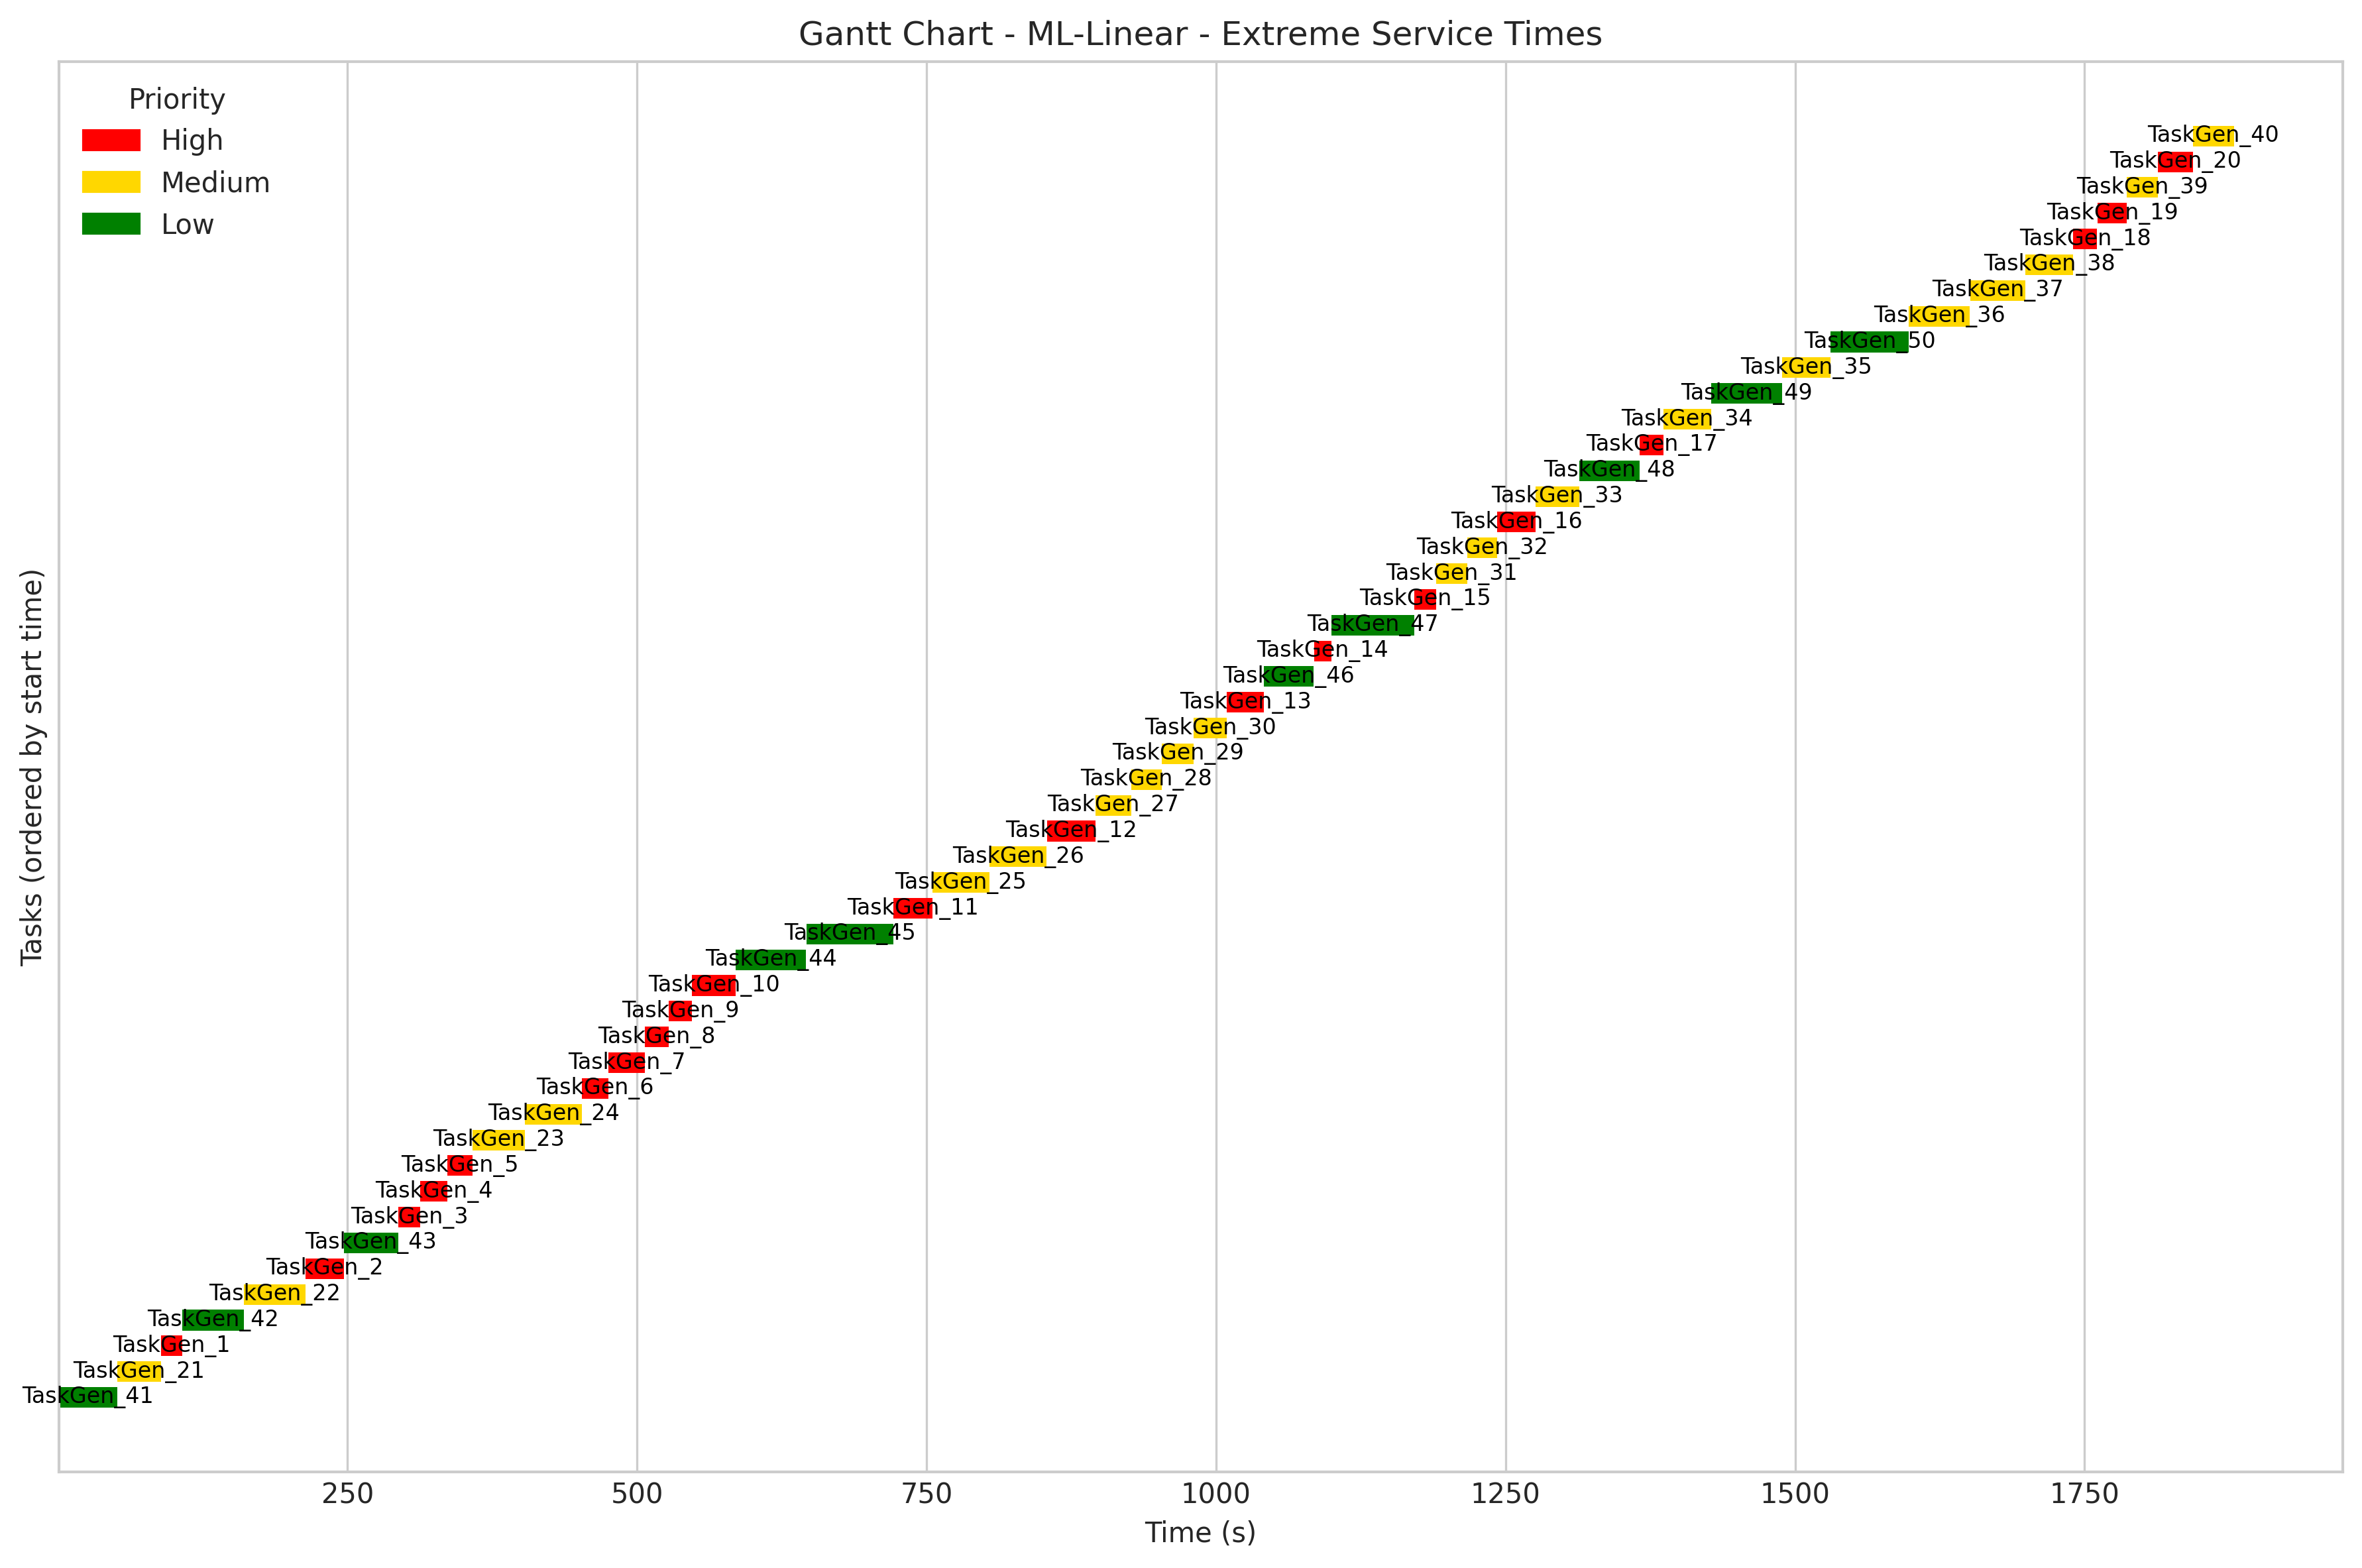 Gantt Chart - ML-Linear - Extreme Service Times
Priority
High
Medium
Low
TaskGen_40
TaskGen_20
TaskGen_39
TaskGen_19
TaskGen_18
TaskGen_38
TaskGen_37
TaskGen_36
TaskGen_50
TaskGen_35
TaskGen_49
TaskGen_34
TaskGen_17
TaskGen_48
TaskGen_33
TaskGen_16
TaskGen_32
TaskGen_31
TaskGen_15
TaskGen_47
TaskGen_14
TaskGen_46
TaskGen_13
TaskGen_30
TaskGen_29
TaskGen_28
TaskGen_27
TaskGen_12
TaskGen_26
TaskGen_25
TaskGen_11
TaskGen_45
TaskGen_44
TaskGen_10
TaskGen_9
TaskGen_8
TaskGen_7
TaskGen_6
TaskGen_24
TaskGen_23
TaskGen_5
TaskGen_4
TaskGen_3
TaskGen_43
TaskGen_2
TaskGen_22
TaskGen_42
TaskGen_1
TaskGen_21
TaskGen_41
Tasks (ordered by start time)
250 500 750 1000 1250 1500 1750
Time (s)